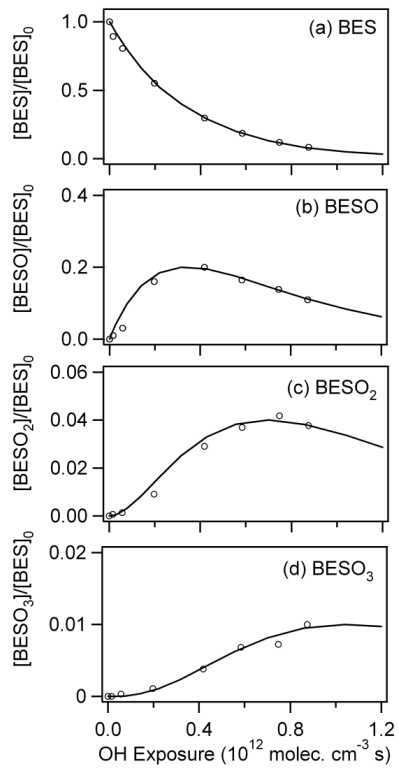 (a) BES
[BES]/[BES]0
1.0
0.5
0.0
(b) BESO
[BESO]/[BES]0
0.4
0.2
0.0
(c) BESO2
[BESO2]/[BES]0
0.06
0.04
0.02
0.00
(d) BESO3
[BESO3]/[BES]0
0.02
0.01
0
0.0 0.4 0.8 1.2
OH Exposure (10^12 molec. cm^-3 s)